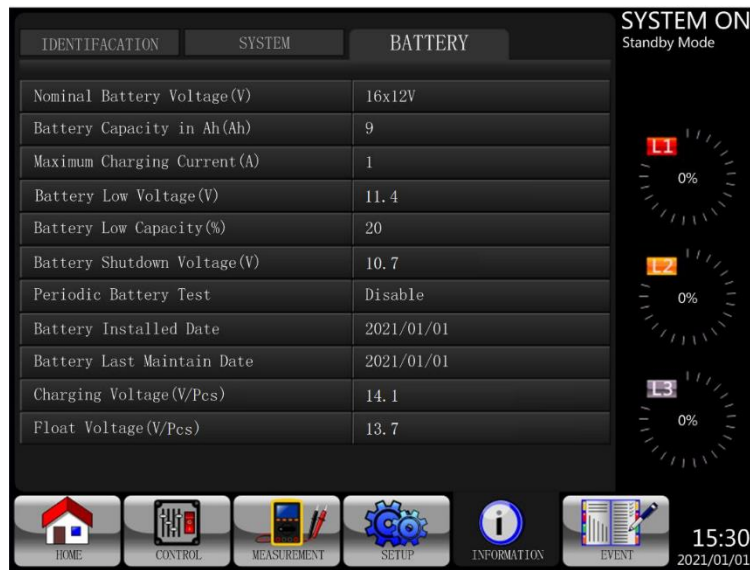 SYSTEM ON
Standby Mode
IDENTIFACATION SYSTEM BATTERY
Nominal Battery Voltage(V) 16x12V
Battery Capacity in Ah(Ah) 9
Maximum Charging Current(A) 1
Battery Low Voltage(V) 11.4
Battery Low Capacity(%) 20
Battery Shutdown Voltage(V) 10.7
Periodic Battery Test Disable
Battery Installed Date 2021/01/01
Battery Last Maintain Date 2021/01/01
Charging Voltage(V/Pcs) 14.1
Float Voltage(V/Pcs) 13.7
L1
0%
L2
0%
L3
0%
HOME CONTROL MEASUREMENT SETUP INFORMATION EVENT
15:30
2021/01/01